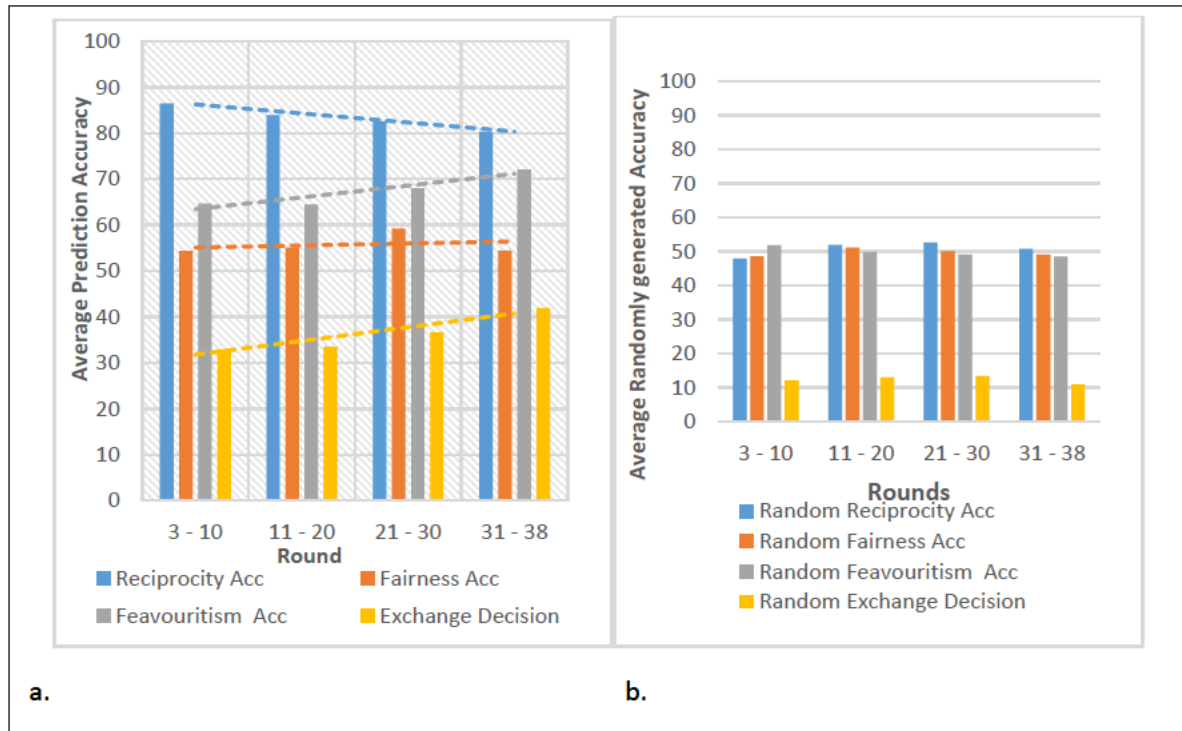 Average Prediction Accuracy
100
90
80
70
60
50
40
30
20
10
0
3 - 10
11 - 20
21 - 30
31 - 38
Round
Reciprocity Acc
Fairness Acc
Feavouritism Acc
Exchange Decision
a.
Average Randomly generated Accuracy
100
90
80
70
60
50
40
30
20
10
0
3 - 10
11 - 20
21 - 30
31 - 38
Rounds
Random Reciprocity Acc
Random Fairness Acc
Random Feavouritism Acc
Random Exchange Decision
b.